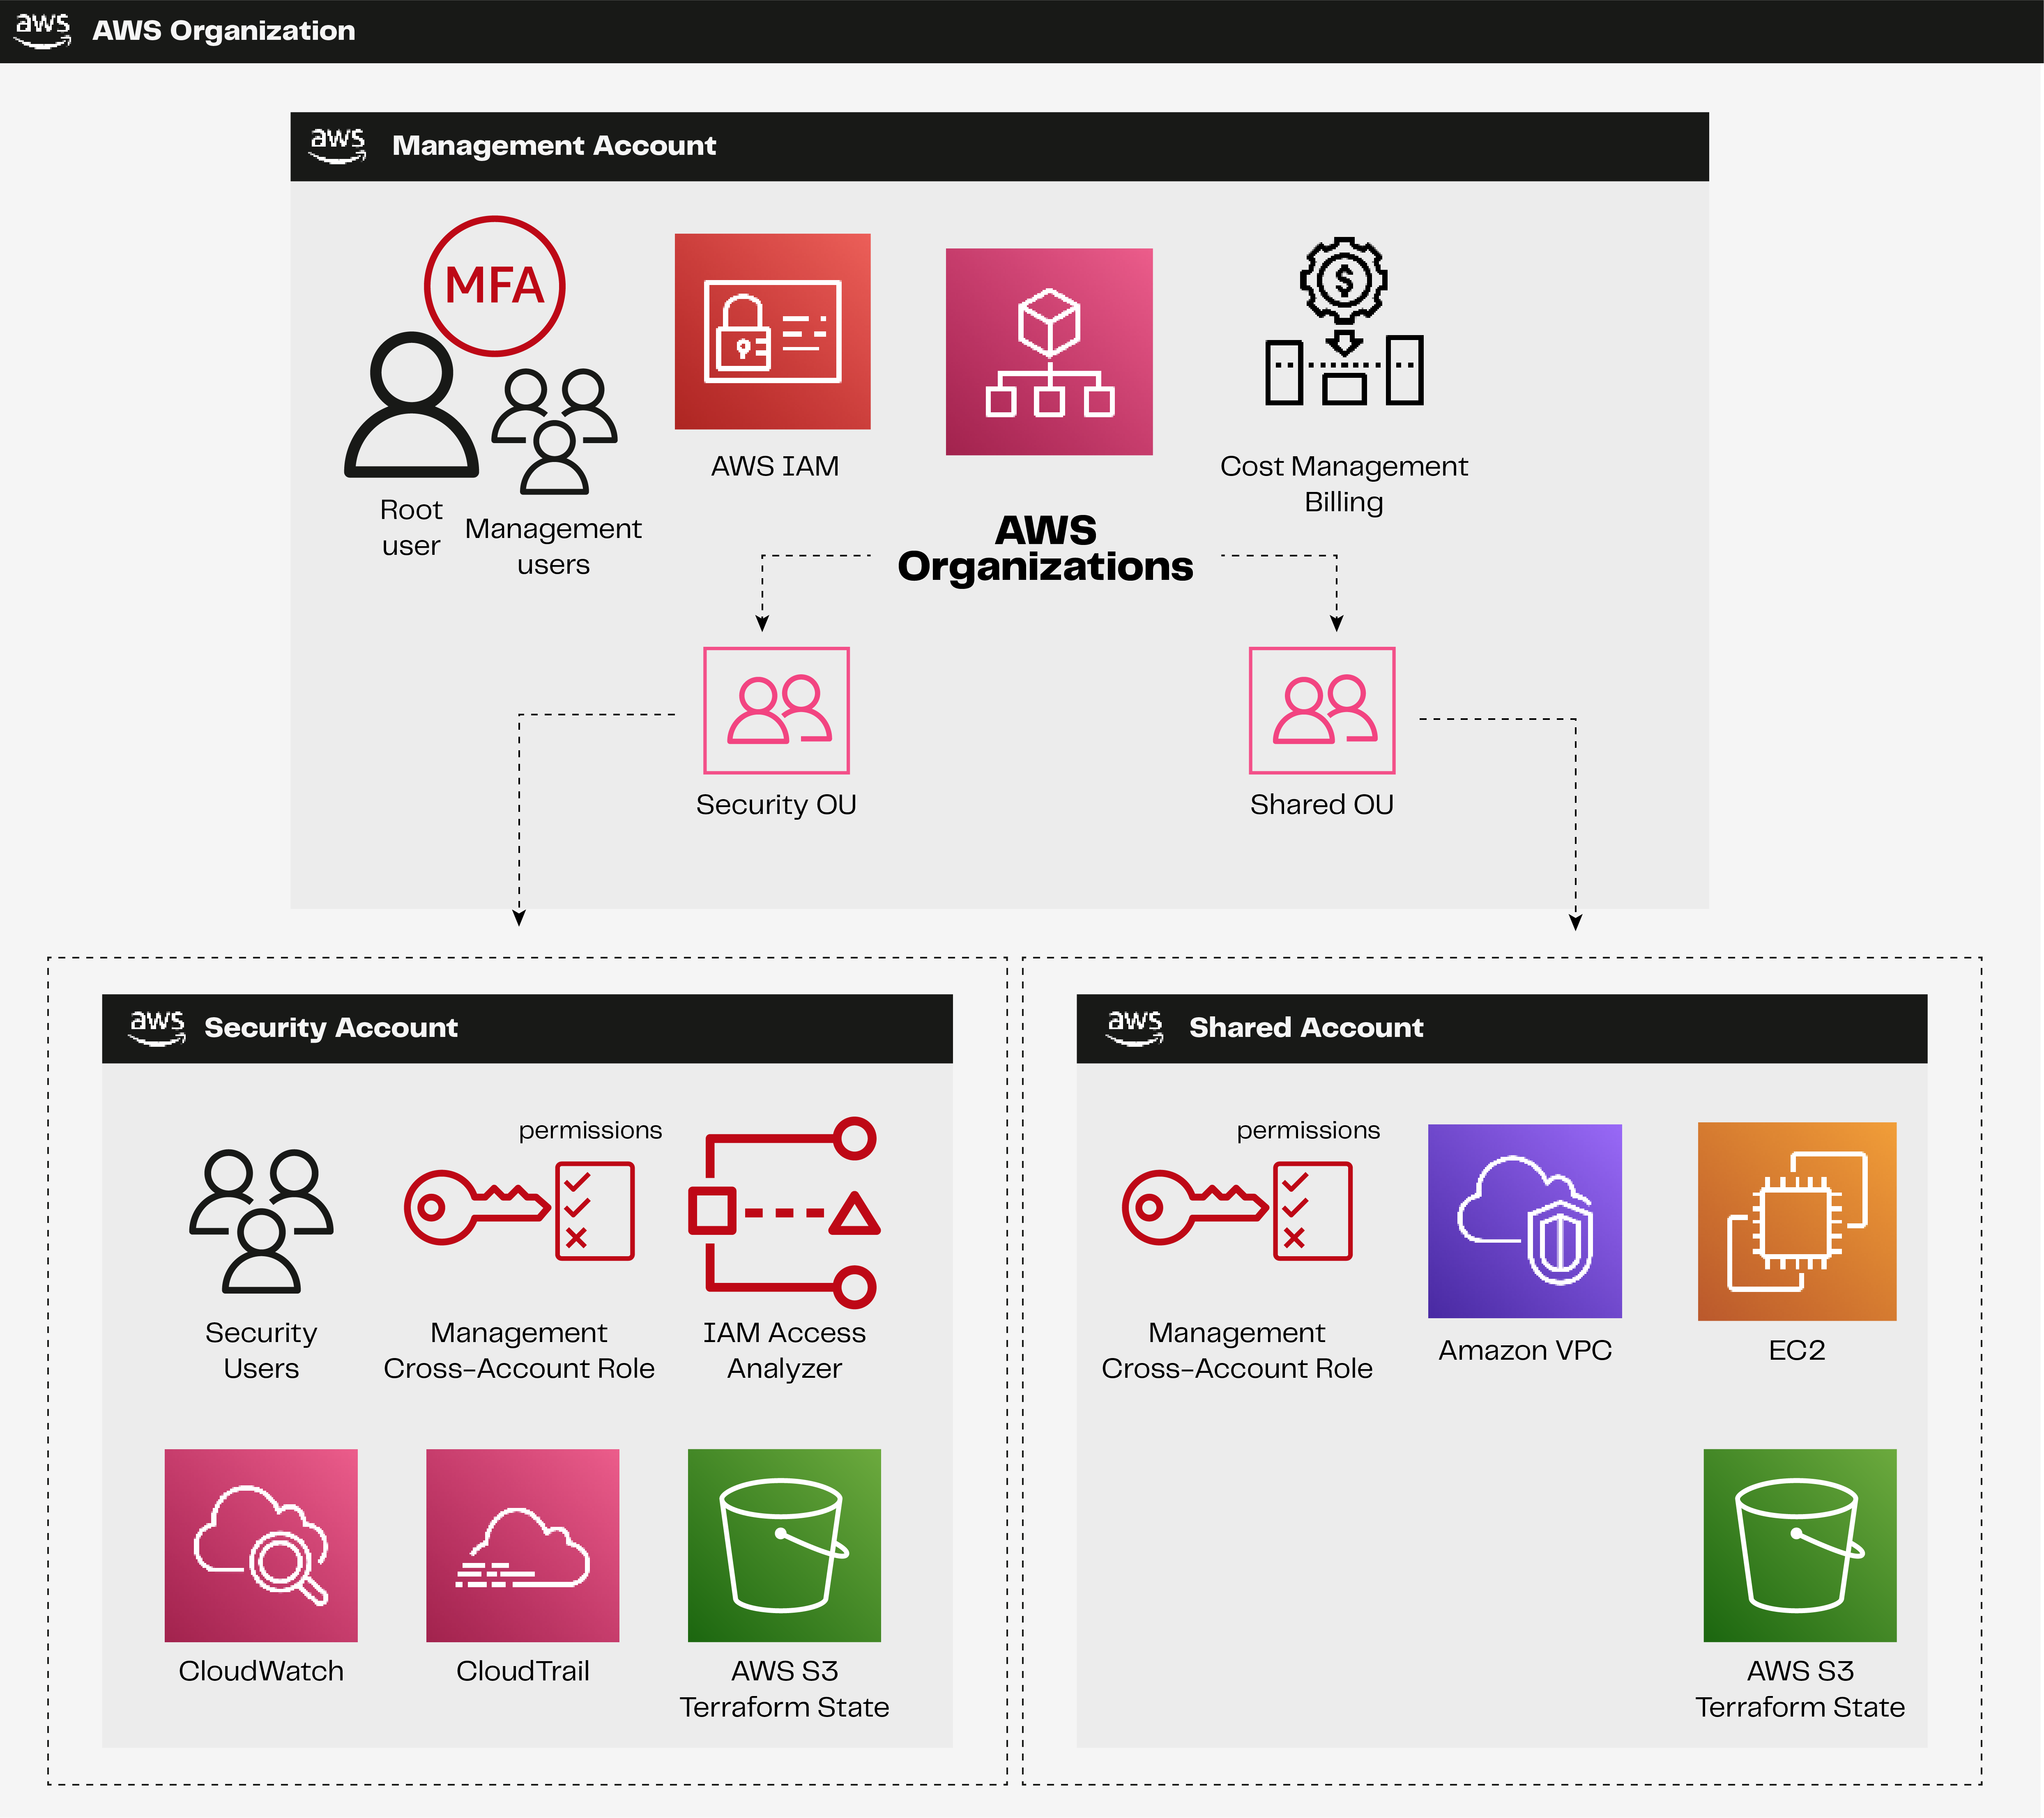 aws AWS Organization
aws Management Account
MFA
Root
user
Management
users
AWS IAM
$
Cost Management
Billing
AWS
Organizations
Security OU
Shared OU
aws Security Account
Security
Users
permissions
Management
Cross-Account Role
IAM Access
Analyzer
CloudWatch
CloudTrail
AWS S3
Terraform State
aws Shared Account
permissions
Management
Cross-Account Role
Amazon VPC
EC2
AWS S3
Terraform State